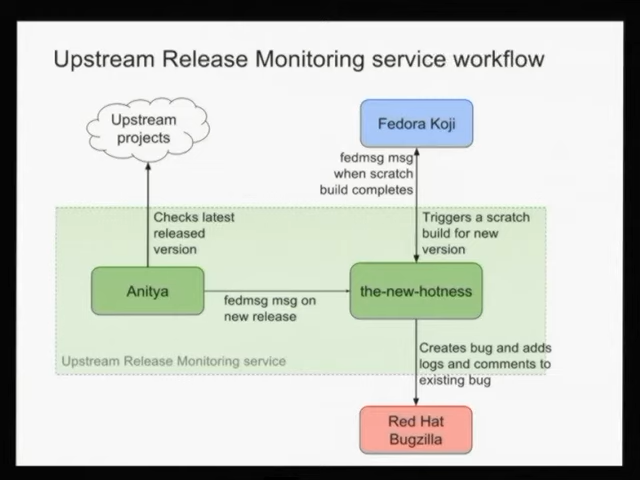 Upstream Release Monitoring service workflow
Upstream
projects
Fedora Koji
fedmsg msg
when scratch
build completes
Checks latest
released
version
Triggers a scratch
build for new
version
Anitya
fedmsg msg on
new release
the-new-hotness
Upstream Release Monitoring service
Creates bug and adds
logs and comments to
existing bug
Red Hat
Bugzilla